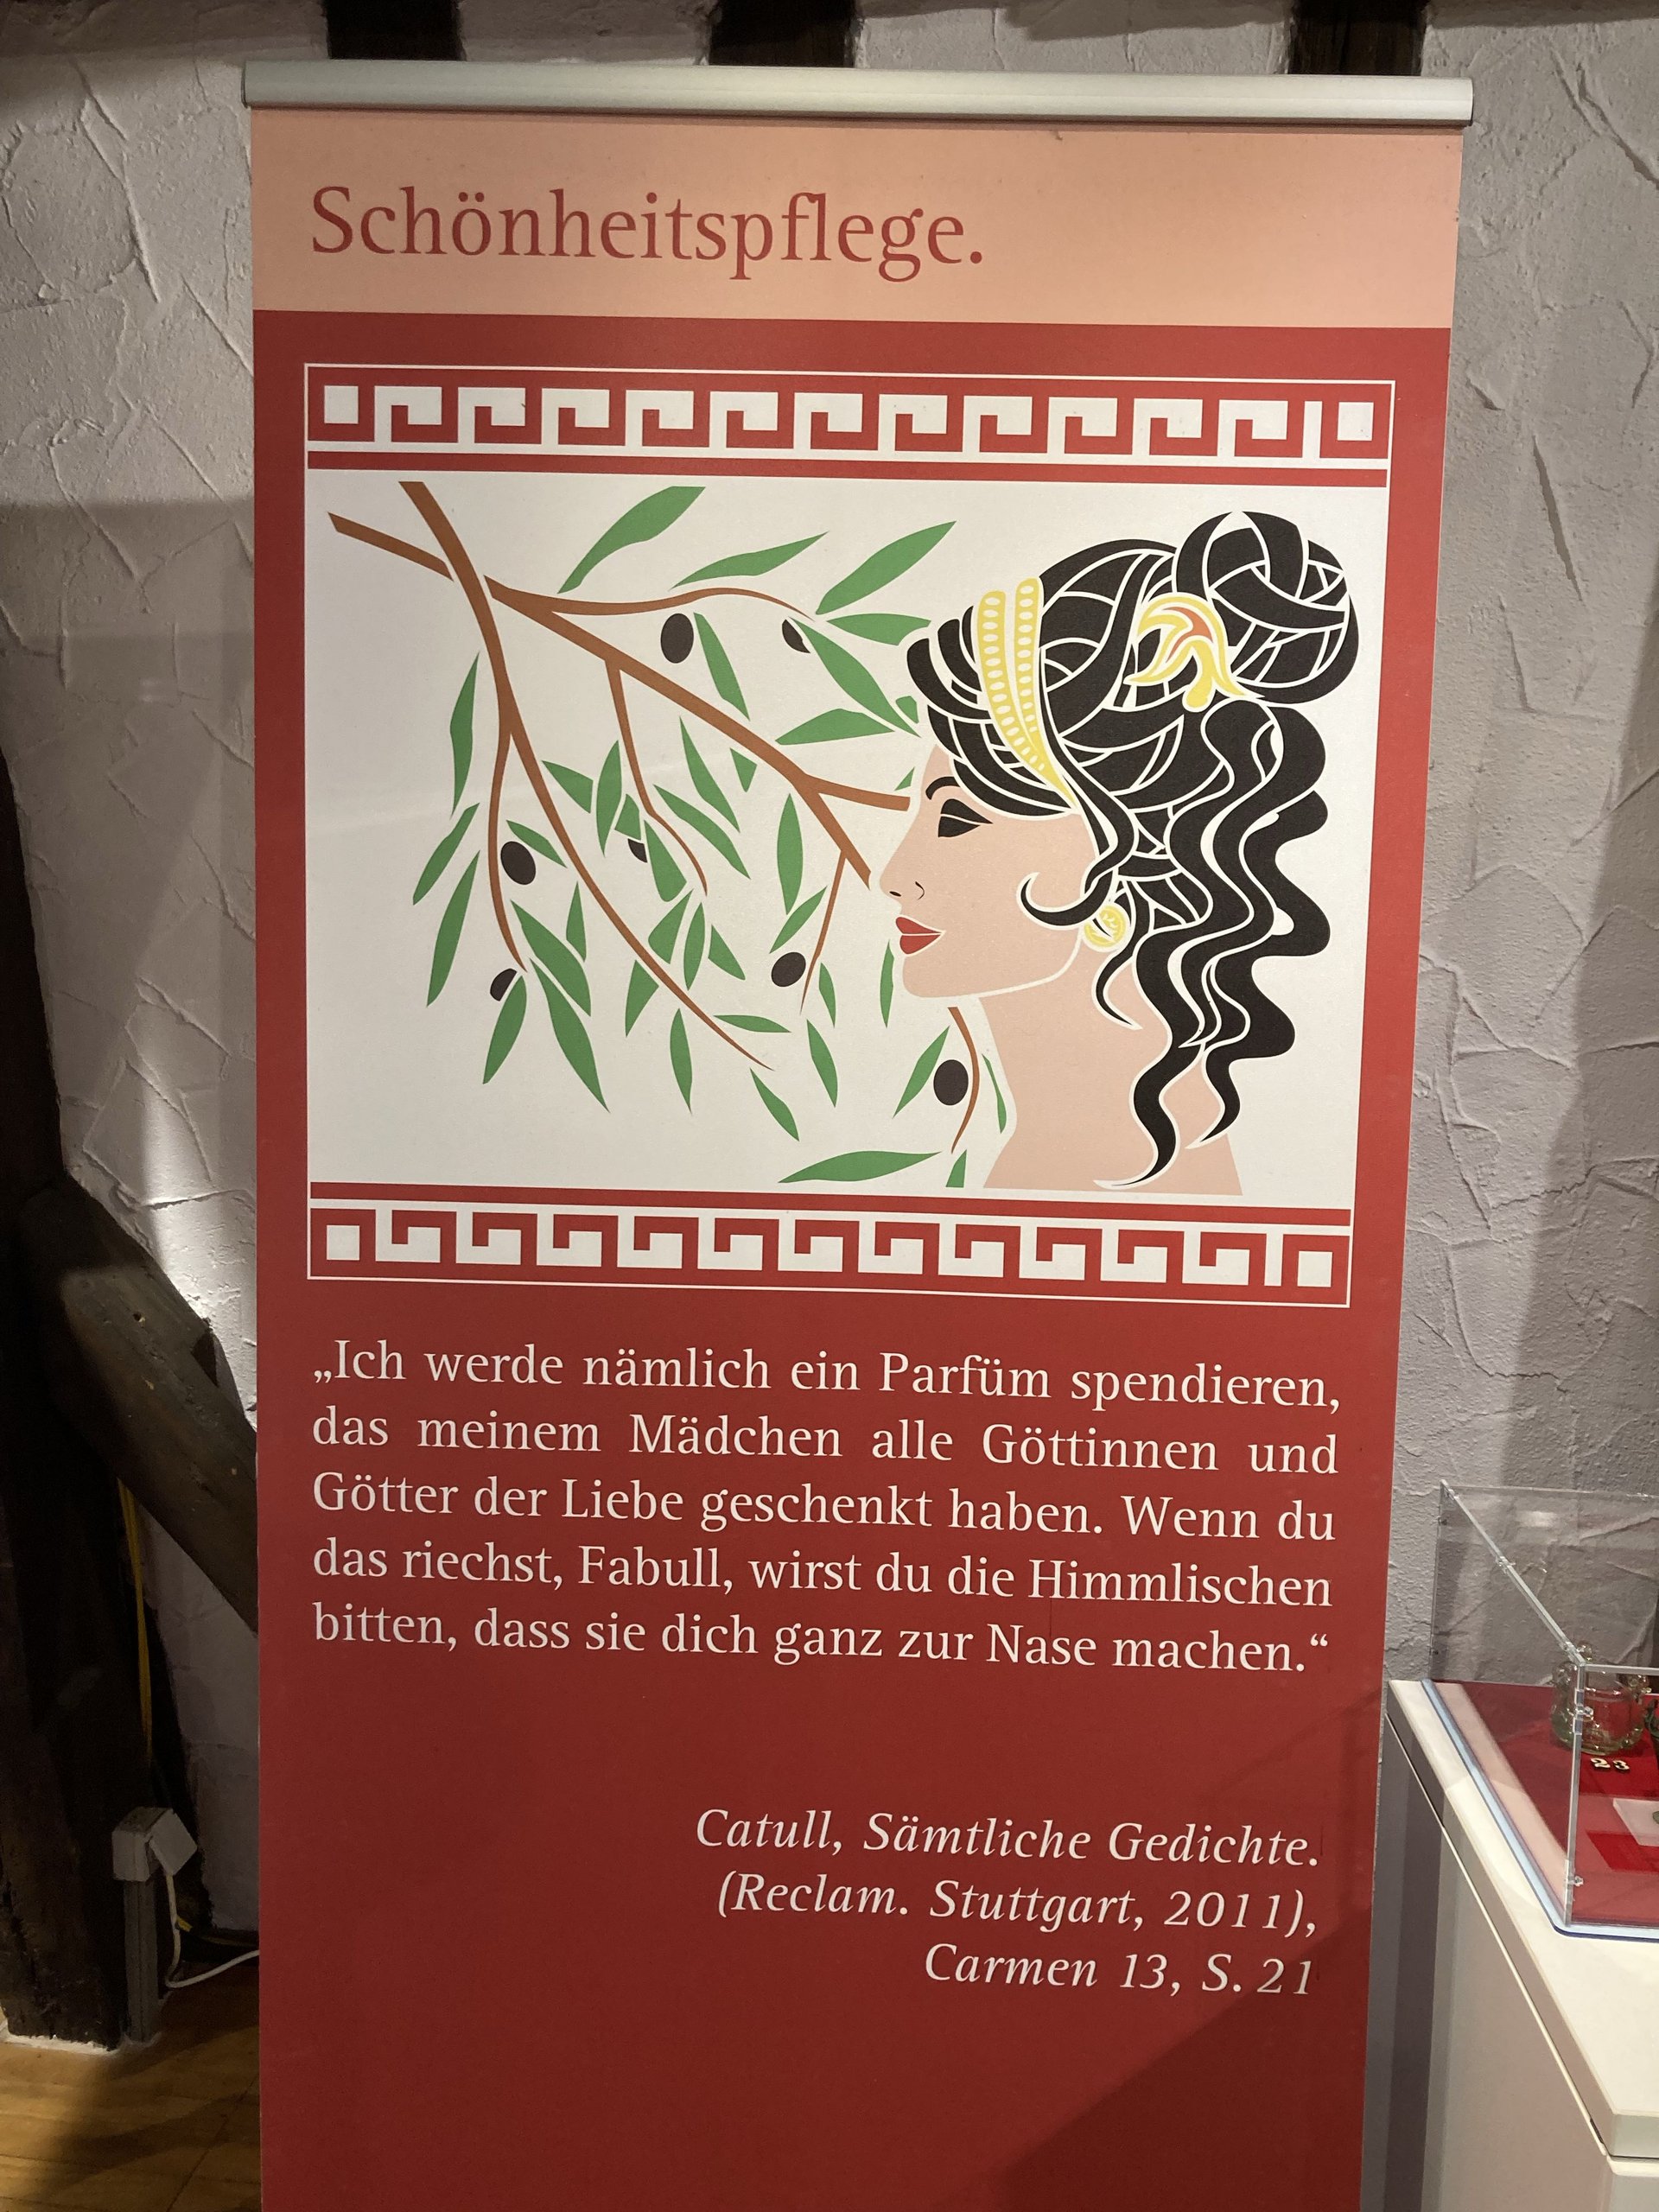 Schönheitspflege.
„Ich werde nämlich ein Parfüm spendieren,
das meinem Mädchen alle Göttinnen und
Götter der Liebe geschenkt haben. Wenn du
das riechst, Fabull, wirst du die Himmlischen
bitten, dass sie dich ganz zur Nase machen.“
Catull, Sämtliche Gedichte.
(Reclam. Stuttgart, 2011),
Carmen 13, S. 21
23